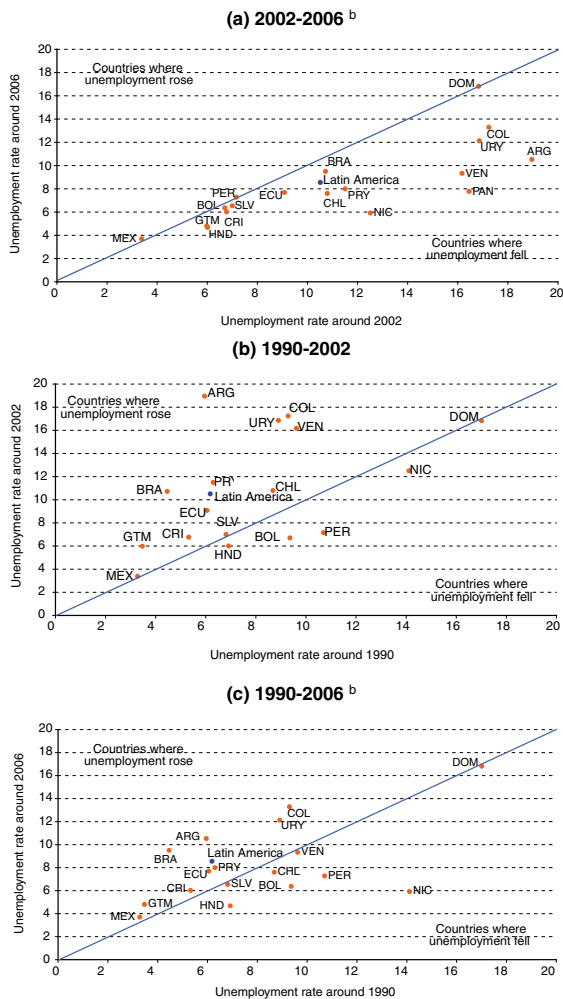 (a) 2002-2006 b
Unemployment rate around 2006
20
18
16
14
12
10
8
6
4
2
0
Countries where
unemployment rose
DOM
COL
URY
ARG
BRA
VEN
Latin America
PER
ECU
PRY
PAN
BOL
SLV
CHL
NIC
GTM
CRI
HND
MEX
Countries where
unemployment fell
0 2 4 6 8 10 12 14 16 18 20
Unemployment rate around 2002
(b) 1990-2002
Unemployment rate around 2002
20
18
16
14
12
10
8
6
4
2
0
Countries where
unemployment rose
ARG
COL
URY
VEN
DOM
NIC
PRY
BRA
CHL
Latin America
ECU
SLV
GTM
CRI
BOL
PER
HND
MEX
Countries where
unemployment fell
0 2 4 6 8 10 12 14 16 18 20
Unemployment rate around 1990
(c) 1990-2006 b
Unemployment rate around 2006
20
18
16
14
12
10
8
6
4
2
0
Countries where
unemployment rose
DOM
COL
URY
ARG
BRA
Latin America
VEN
ECU
PRY
CHL
PER
CRI
SLV
BOL
NIC
GTM
HND
MEX
Countries where
unemployment fell
0 2 4 6 8 10 12 14 16 18 20
Unemployment rate around 1990